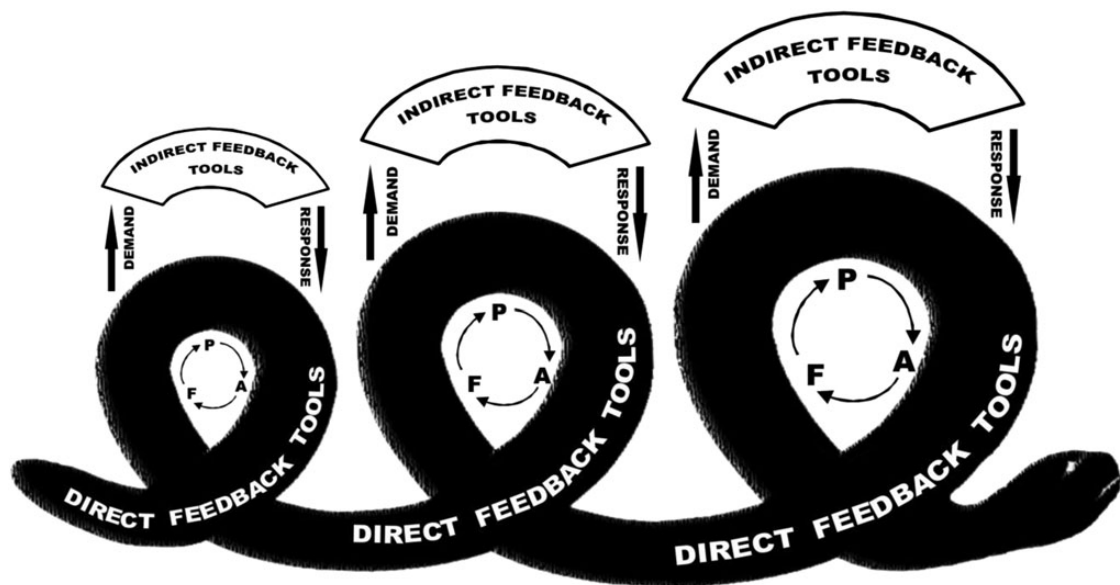 INDIRECT FEEDBACK
TOOLS
DEMAND
RESPONSE
P
A
F
DIRECT FEEDBACK TOOLS
INDIRECT FEEDBACK
TOOLS
DEMAND
RESPONSE
P
A
F
DIRECT FEEDBACK TOOLS
INDIRECT FEEDBACK
TOOLS
DEMAND
RESPONSE
P
A
F
DIRECT FEEDBACK TOOLS